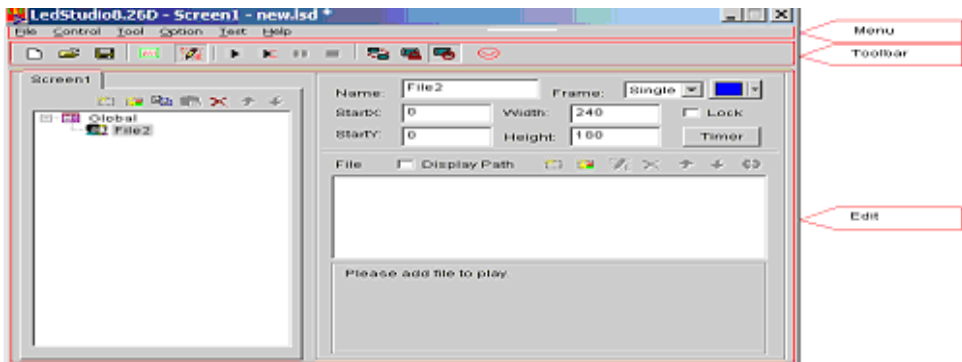 LedStudio8.26D - Screen1 - new.lsd *
File Control Tool Option Test Help
Menu
Toolbar
Screen1
Global
File2
Name: File2 Frame: Single
StartX: 0 Width: 240 Lock
StartY: 0 Height: 180 Timer
File Display Path
Edit
Please add file to play